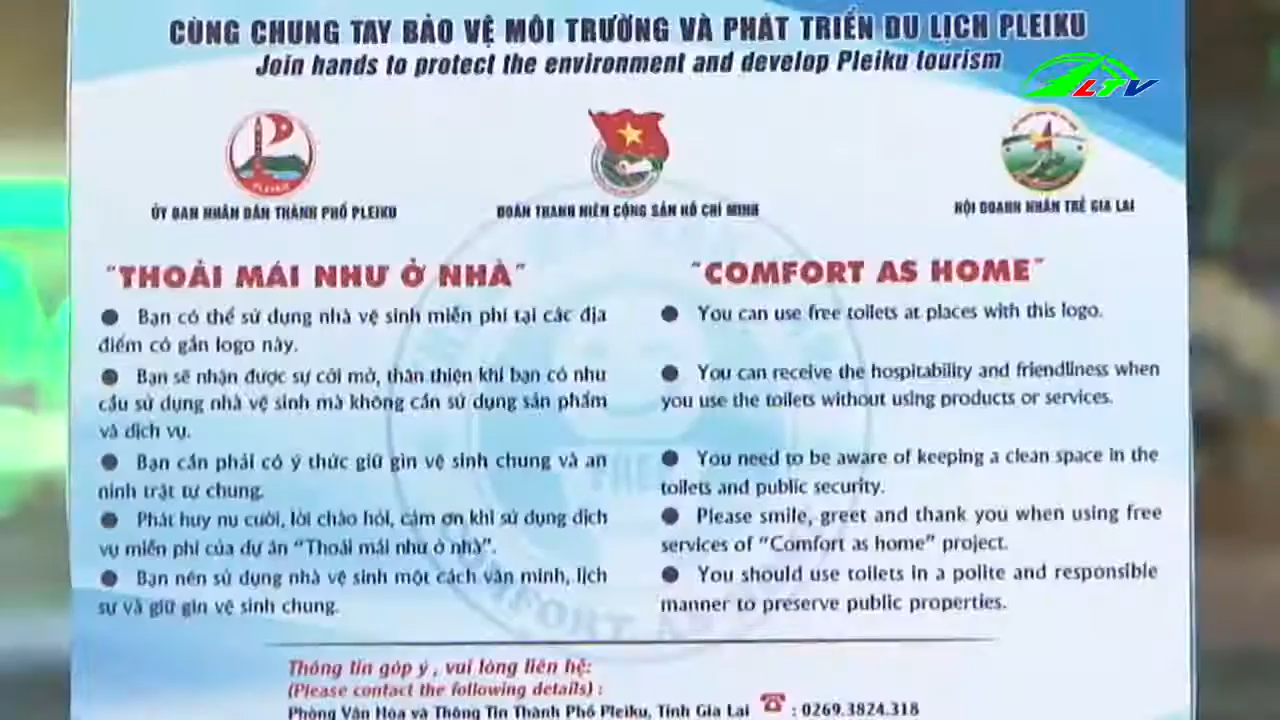 CÙNG CHUNG TAY BẢO VỆ MÔI TRƯỜNG VÀ PHÁT TRIỂN DU LỊCH PLEIKU
Join hands to protect the environment and develop Pleiku tourism
LTV
PLEIKU
ỦY BAN NHÂN DÂN THÀNH PHỐ PLEIKU
ĐOÀN THANH NIÊN CỘNG SẢN HỒ CHÍ MINH
HỘI DOANH NHÂN TRẺ GIA LAI
"THOẢI MÁI NHƯ Ở NHÀ"
● Bạn có thể sử dụng nhà vệ sinh miễn phí tại các địa
điểm có gắn logo này.
● Bạn sẽ nhận được sự cởi mở, thân thiện khi bạn có nhu
cầu sử dụng nhà vệ sinh mà không cần sử dụng sản phẩm
và dịch vụ.
● Bạn cần phải có ý thức giữ gìn vệ sinh chung và an
ninh trật tự chung.
● Phát huy nụ cười, lời chào hỏi, cảm ơn khi sử dụng dịch
vụ miễn phí của dự án "Thoải mái như ở nhà".
● Bạn nên sử dụng nhà vệ sinh một cách văn minh, lịch
sự và giữ gìn vệ sinh chung.
"COMFORT AS HOME"
● You can use free toilets at places with this logo.
● You can receive the hospitability and friendliness when
you use the toilets without using products or services.
● You need to be aware of keeping a clean space in the
toilets and public security.
● Please smile, greet and thank you when using free
services of "Comfort as home" project.
● You should use toilets in a polite and responsible
manner to preserve public properties.
Thông tin góp ý , vui lòng liên hệ:
(Please contact the following details) :
Phòng Văn Hóa và Thông Tin Thành Phố Pleiku, Tỉnh Gia Lai ☎ : 0269.3824.318